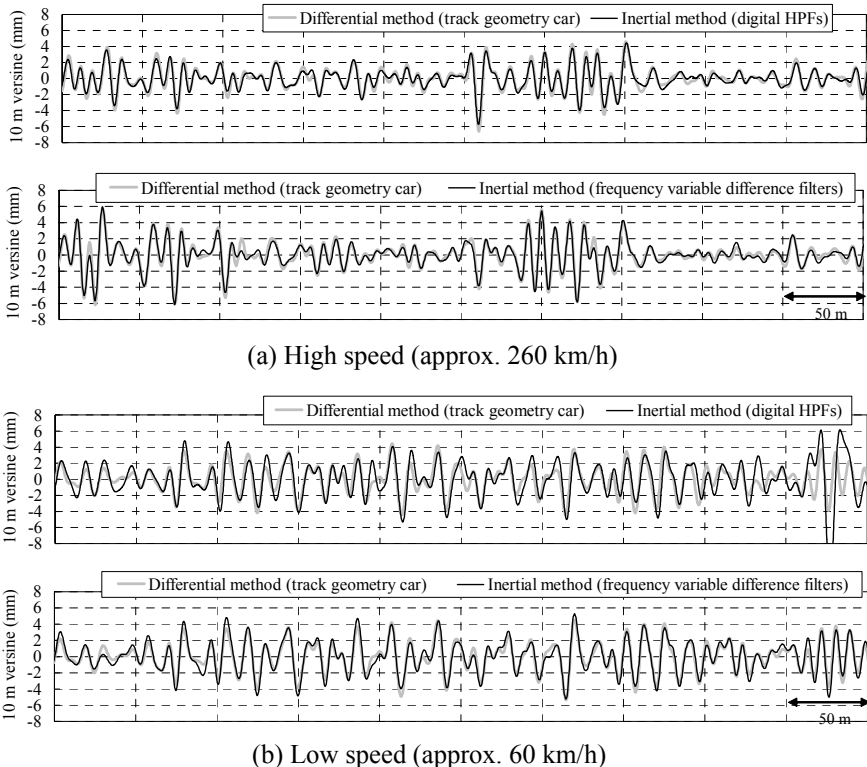 Differential method (track geometry car) Inertial method (digital HPFs)
10 m versine (mm)
4
2
0
-2
-4
-6
-8
Differential method (track geometry car) Inertial method (frequency variable difference filters)
10 m versine (mm)
8
6
4
2
0
-2
-4
-6
-8
50 m
(a) High speed (approx. 260 km/h)
Differential method (track geometry car) Inertial method (digital HPFs)
10 m versine (mm)
8
6
4
2
0
-2
-4
-6
-8
Differential method (track geometry car) Inertial method (frequency variable difference filters)
10 m versine (mm)
8
6
4
2
0
-2
-4
-6
-8
50 m
(b) Low speed (approx. 60 km/h)